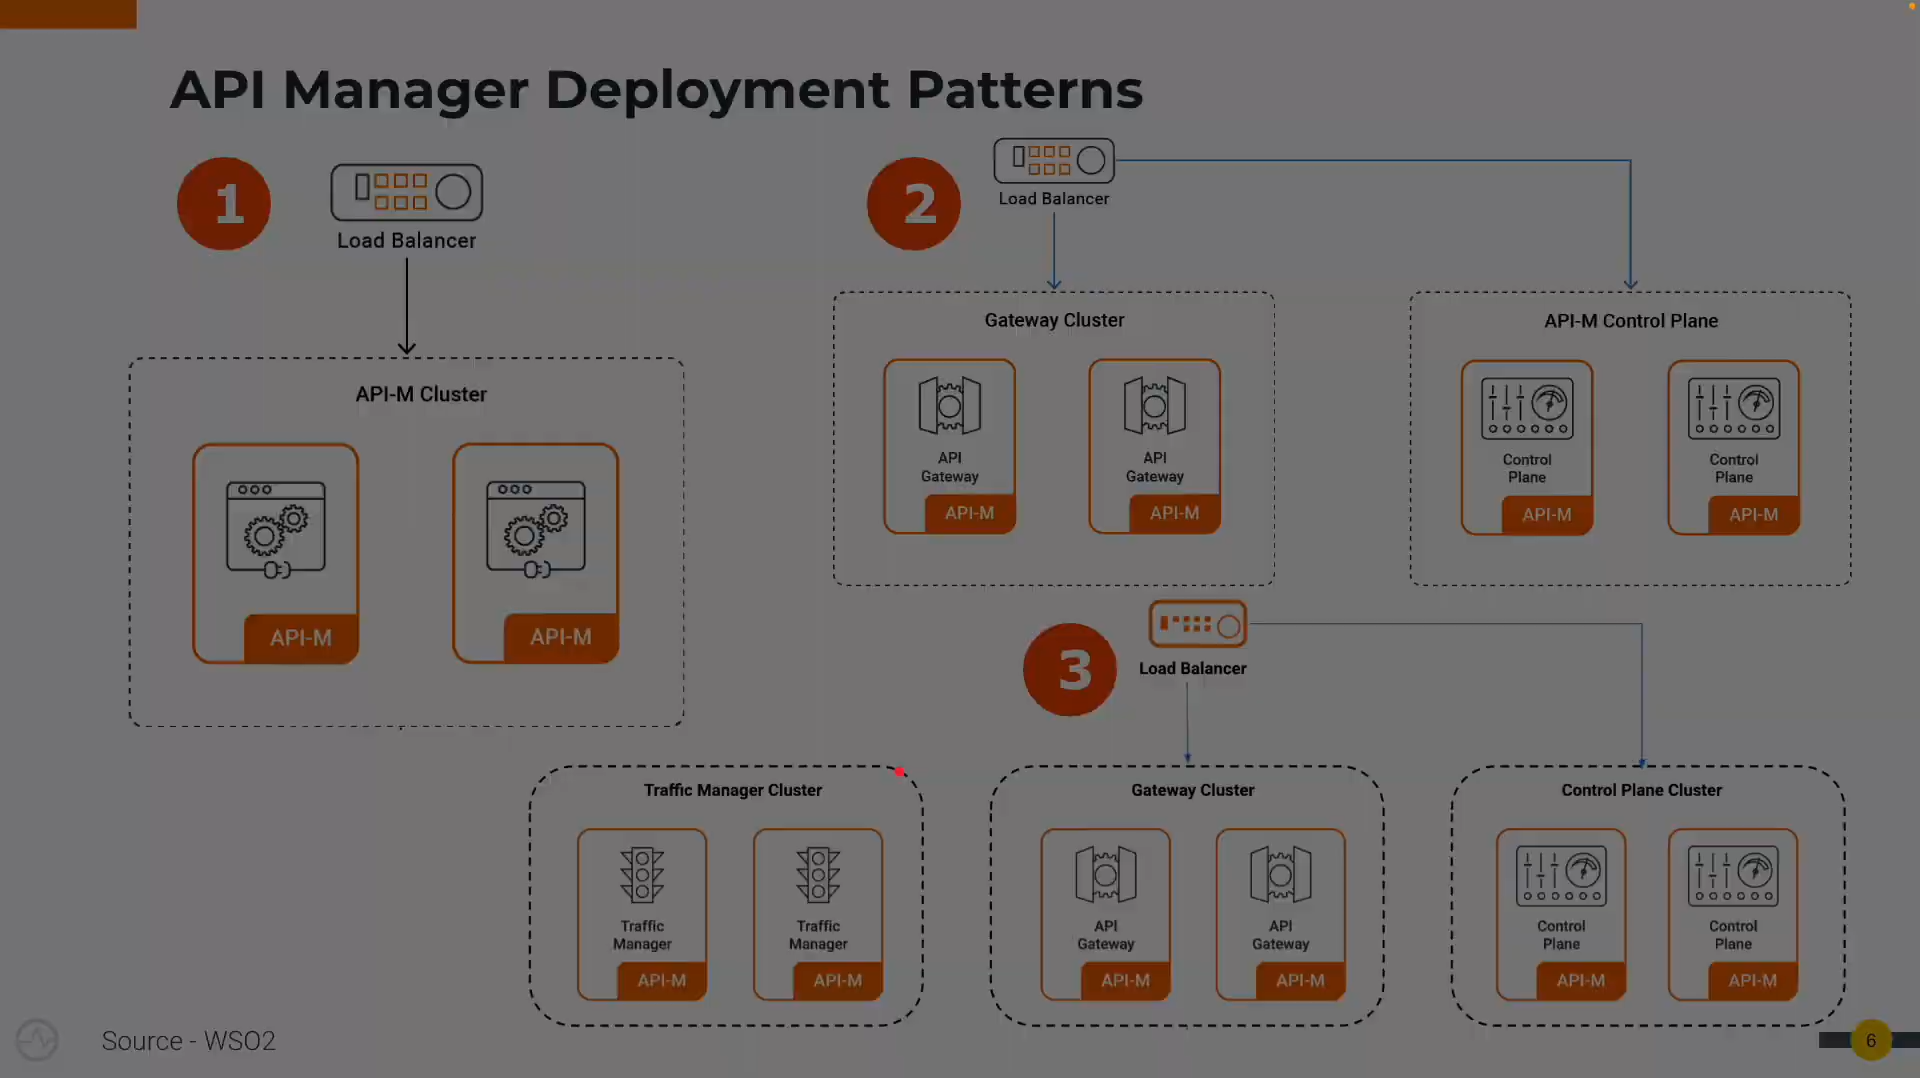 API Manager Deployment Patterns
1
Load Balancer
API-M Cluster
API-M
API-M
2
Load Balancer
Gateway Cluster
API
Gateway
API-M
API
Gateway
API-M
API-M Control Plane
Control
Plane
API-M
Control
Plane
API-M
3
Load Balancer
Traffic Manager Cluster
Traffic
Manager
API-M
Traffic
Manager
API-M
Gateway Cluster
API
Gateway
API-M
API
Gateway
API-M
Control Plane Cluster
Control
Plane
API-M
Control
Plane
API-M
Source - WSO2
6